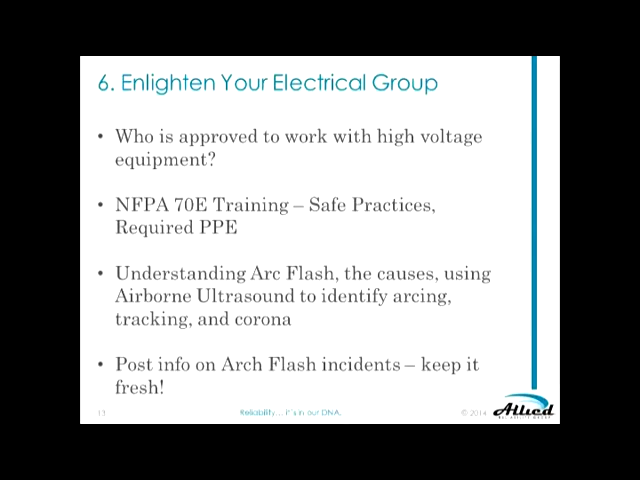 6. Enlighten Your Electrical Group
• Who is approved to work with high voltage
equipment?
• NFPA 70E Training – Safe Practices,
Required PPE
• Understanding Arc Flash, the causes, using
Airborne Ultrasound to identify arcing,
tracking, and corona
• Post info on Arch Flash incidents – keep it
fresh!
13
Reliability... it's in our DNA.
© 2014
Allied